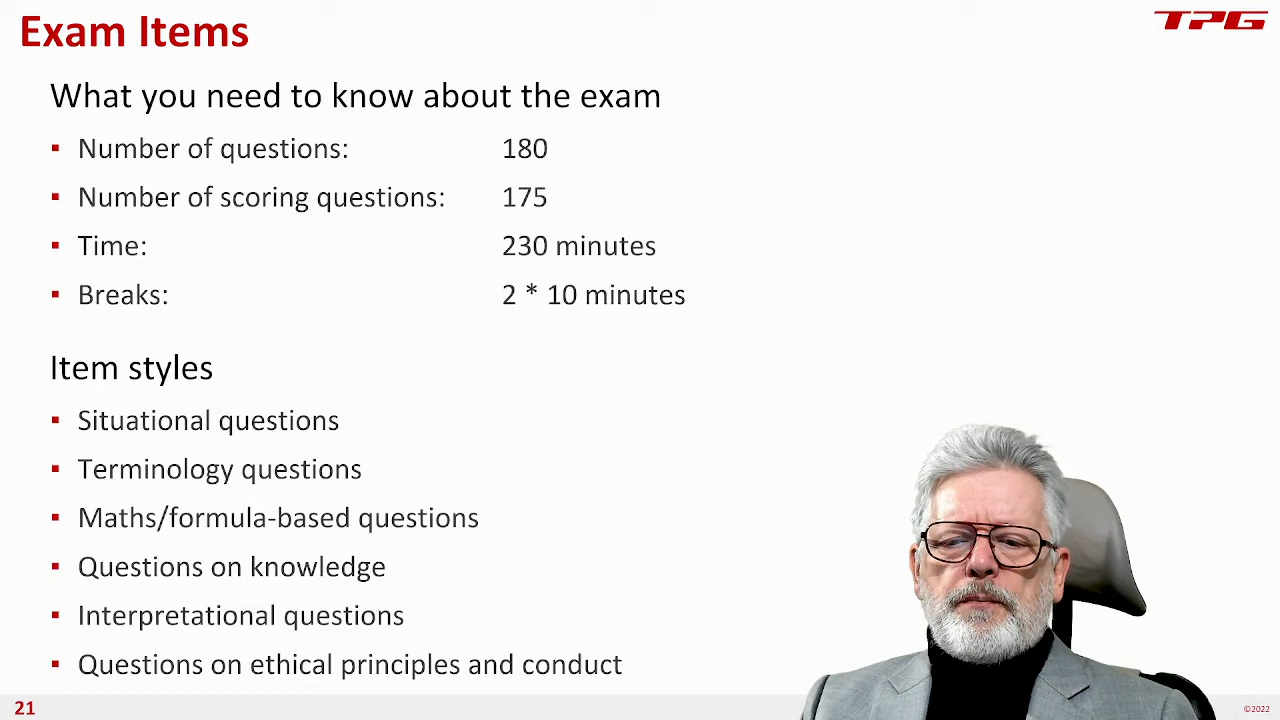 Exam Items
TPG
What you need to know about the exam
▪ Number of questions: 180
▪ Number of scoring questions: 175
▪ Time: 230 minutes
▪ Breaks: 2 * 10 minutes
Item styles
▪ Situational questions
▪ Terminology questions
▪ Maths/formula-based questions
▪ Questions on knowledge
▪ Interpretational questions
▪ Questions on ethical principles and conduct
21
©2022